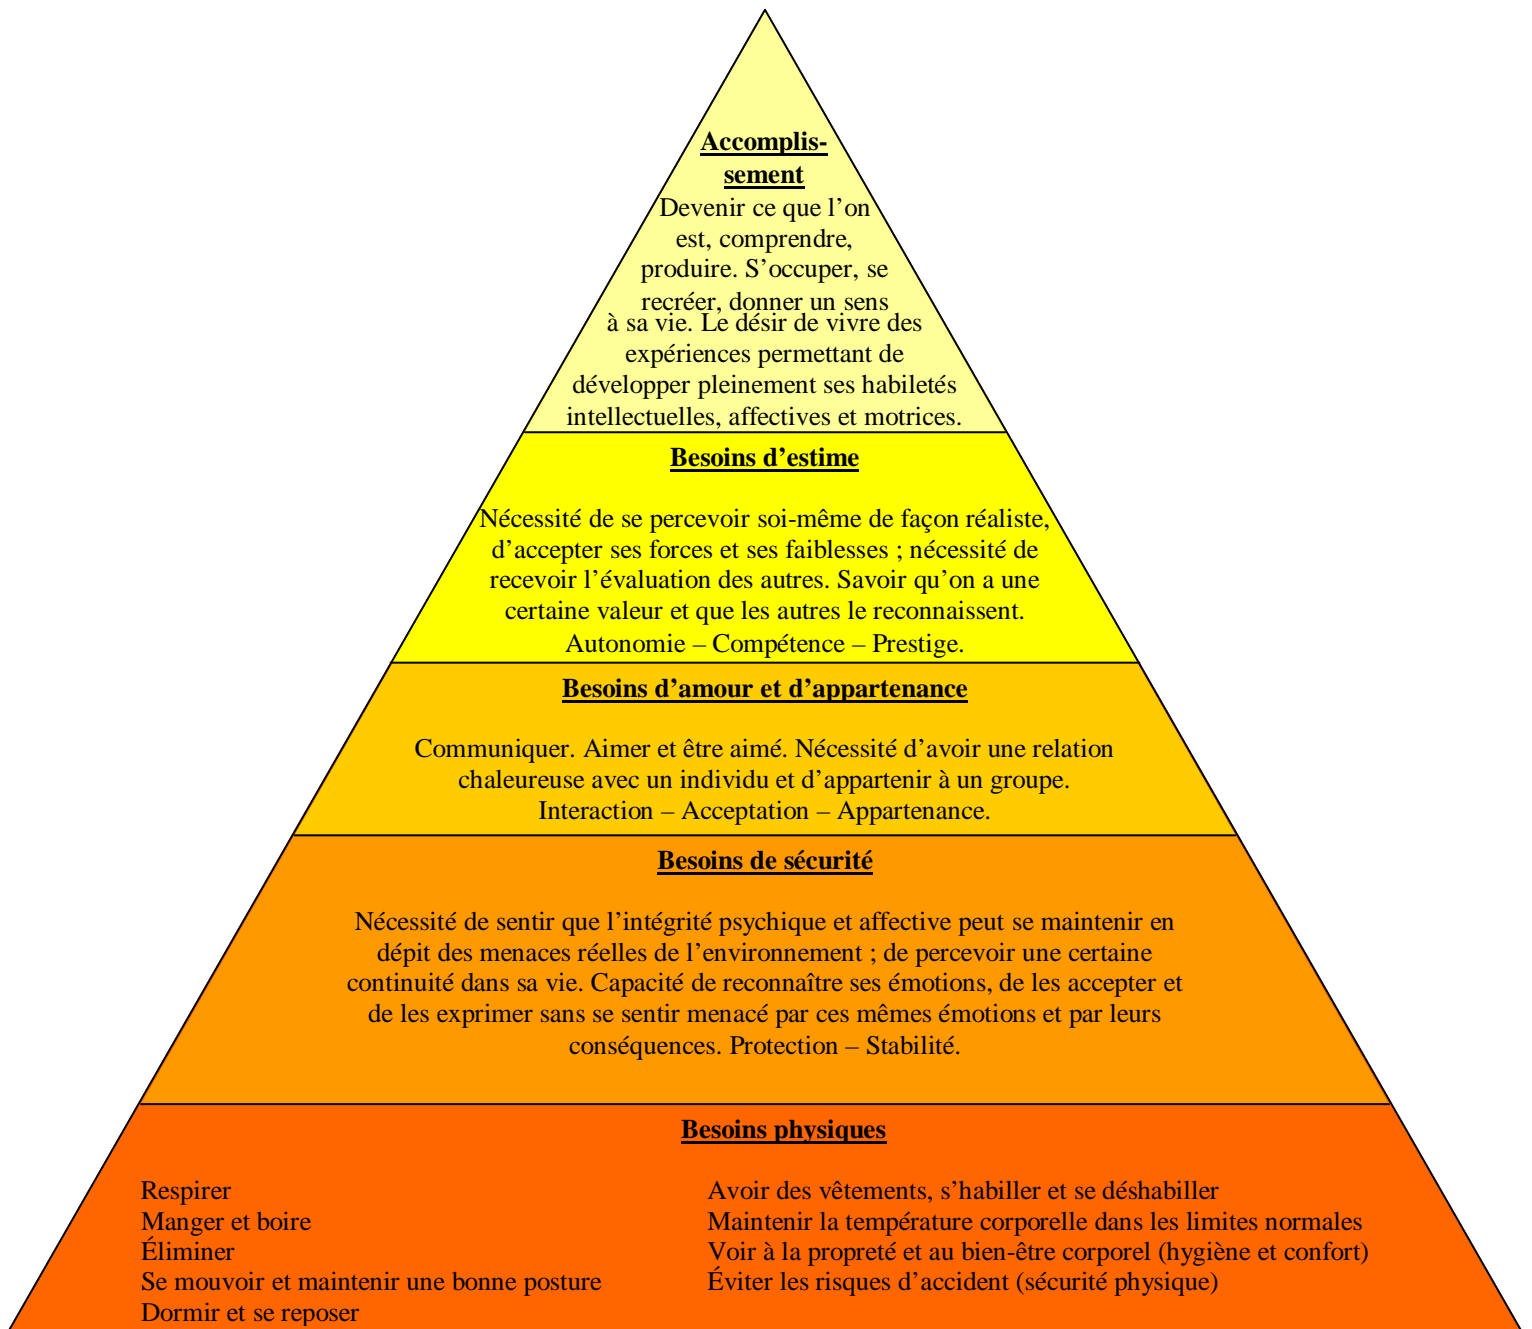 Accomplis-
sement
Devenir ce que l’on
est, comprendre,
produire. S’occuper, se
recréer, donner un sens
à sa vie. Le désir de vivre des
expériences permettant de
développer pleinement ses habiletés
intellectuelles, affectives et motrices.
Besoins d’estime
Nécessité de se percevoir soi-même de façon réaliste,
d’accepter ses forces et ses faiblesses ; nécessité de
recevoir l’évaluation des autres. Savoir qu’on a une
certaine valeur et que les autres le reconnaissent.
Autonomie – Compétence – Prestige.
Besoins d’amour et d’appartenance
Communiquer. Aimer et être aimé. Nécessité d’avoir une relation
chaleureuse avec un individu et d’appartenir à un groupe.
Interaction – Acceptation – Appartenance.
Besoins de sécurité
Nécessité de sentir que l’intégrité psychique et affective peut se maintenir en
dépit des menaces réelles de l’environnement ; de percevoir une certaine
continuité dans sa vie. Capacité de reconnaître ses émotions, de les accepter et
de les exprimer sans se sentir menacé par ces mêmes émotions et par leurs
conséquences. Protection – Stabilité.
Besoins physiques
Respirer
Manger et boire
Éliminer
Se mouvoir et maintenir une bonne posture
Dormir et se reposer
Avoir des vêtements, s’habiller et se déshabiller
Maintenir la température corporelle dans les limites normales
Voir à la propreté et au bien-être corporel (hygiène et confort)
Éviter les risques d’accident (sécurité physique)